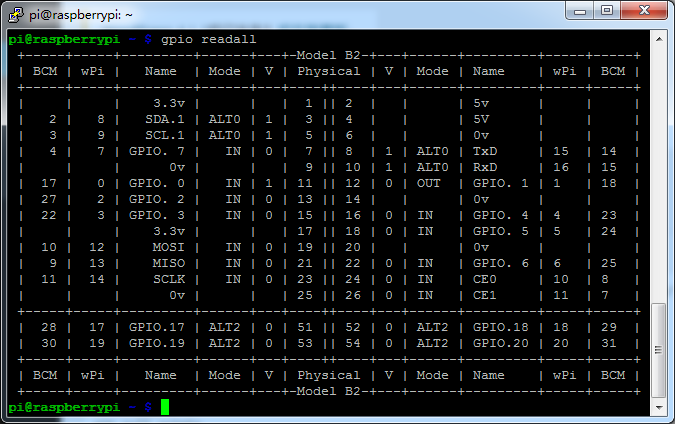 pi@raspberrypi: ~
pi@raspberrypi ~ $ gpio readall
+-----+-----+---------+------+---+-Model B2-+---+------+---------+-----+-----+
| BCM | wPi |   Name  | Mode | V | Physical | V | Mode | Name    | wPi | BCM |
+-----+-----+---------+------+---+----++----+---+------+---------+-----+-----+
|     |     |    3.3v |      |   |  1 || 2  |   |      | 5v      |     |     |
|   2 |   8 |   SDA.1 | ALT0 | 1 |  3 || 4  |   |      | 5V      |     |     |
|   3 |   9 |   SCL.1 | ALT0 | 1 |  5 || 6  |   |      | 0v      |     |     |
|   4 |   7 | GPIO. 7 |   IN | 0 |  7 || 8  | 1 | ALT0 | TxD     | 15  | 14  |
|     |     |      0v |      |   |  9 || 10 | 1 | ALT0 | RxD     | 16  | 15  |
|  17 |   0 | GPIO. 0 |   IN | 1 | 11 || 12 | 0 | OUT  | GPIO. 1 | 1   | 18  |
|  27 |   2 | GPIO. 2 |   IN | 0 | 13 || 14 |   |      | 0v      |     |     |
|  22 |   3 | GPIO. 3 |   IN | 0 | 15 || 16 | 0 | IN   | GPIO. 4 | 4   | 23  |
|     |     |    3.3v |      |   | 17 || 18 | 0 | IN   | GPIO. 5 | 5   | 24  |
|  10 |  12 |    MOSI |   IN | 0 | 19 || 20 |   |      | 0v      |     |     |
|   9 |  13 |    MISO |   IN | 0 | 21 || 22 | 0 | IN   | GPIO. 6 | 6   | 25  |
|  11 |  14 |    SCLK |   IN | 0 | 23 || 24 | 0 | IN   | CE0     | 10  | 8   |
|     |     |      0v |      |   | 25 || 26 | 0 | IN   | CE1     | 11  | 7   |
+-----+-----+---------+------+---+----++----+---+------+---------+-----+-----+
|  28 |  17 | GPIO.17 | ALT2 | 0 | 51 || 52 | 0 | ALT2 | GPIO.18 | 18  | 29  |
|  30 |  19 | GPIO.19 | ALT2 | 0 | 53 || 54 | 0 | ALT2 | GPIO.20 | 20  | 31  |
+-----+-----+---------+------+---+----++----+---+------+---------+-----+-----+
| BCM | wPi |   Name  | Mode | V | Physical | V | Mode | Name    | wPi | BCM |
+-----+-----+---------+------+---+-Model B2-+---+------+---------+-----+-----+
pi@raspberrypi ~ $